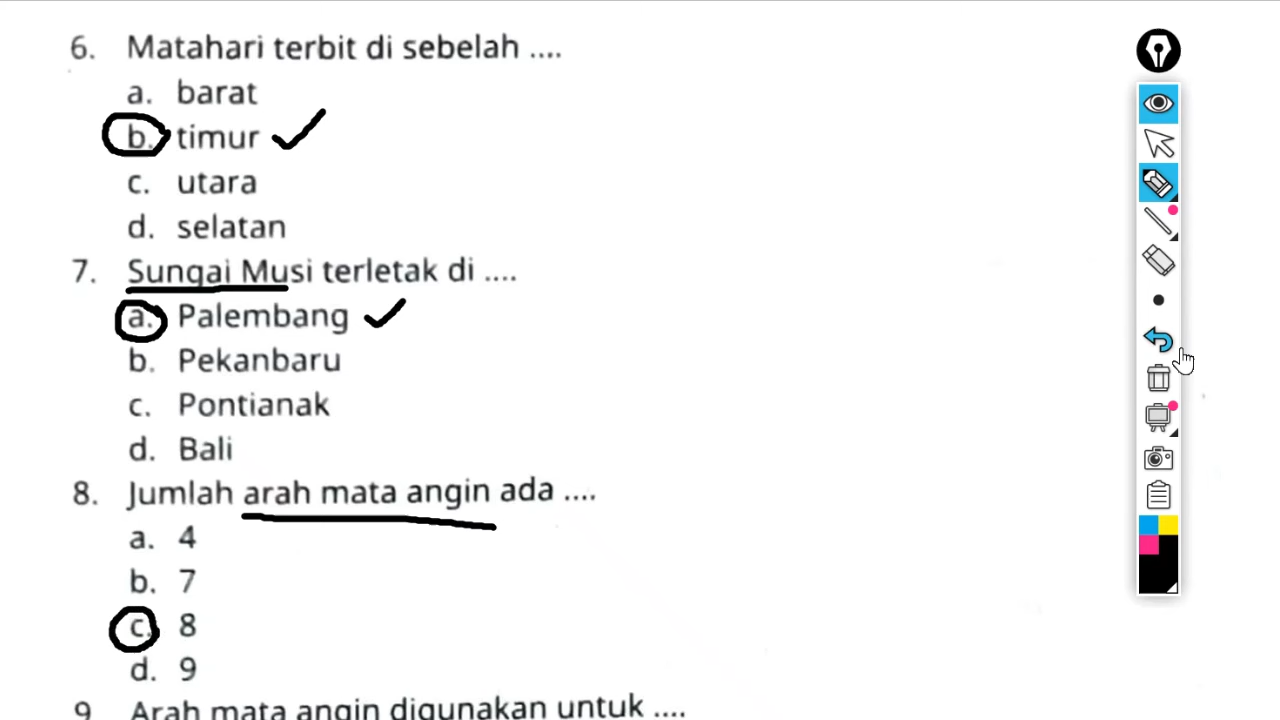 6. Matahari terbit di sebelah ....
a. barat
b. timur
c. utara
d. selatan
7. Sungai Musi terletak di ....
a. Palembang
b. Pekanbaru
c. Pontianak
d. Bali
8. Jumlah arah mata angin ada ....
a. 4
b. 7
c. 8
d. 9
9 Arah mata angin digunakan untuk ....